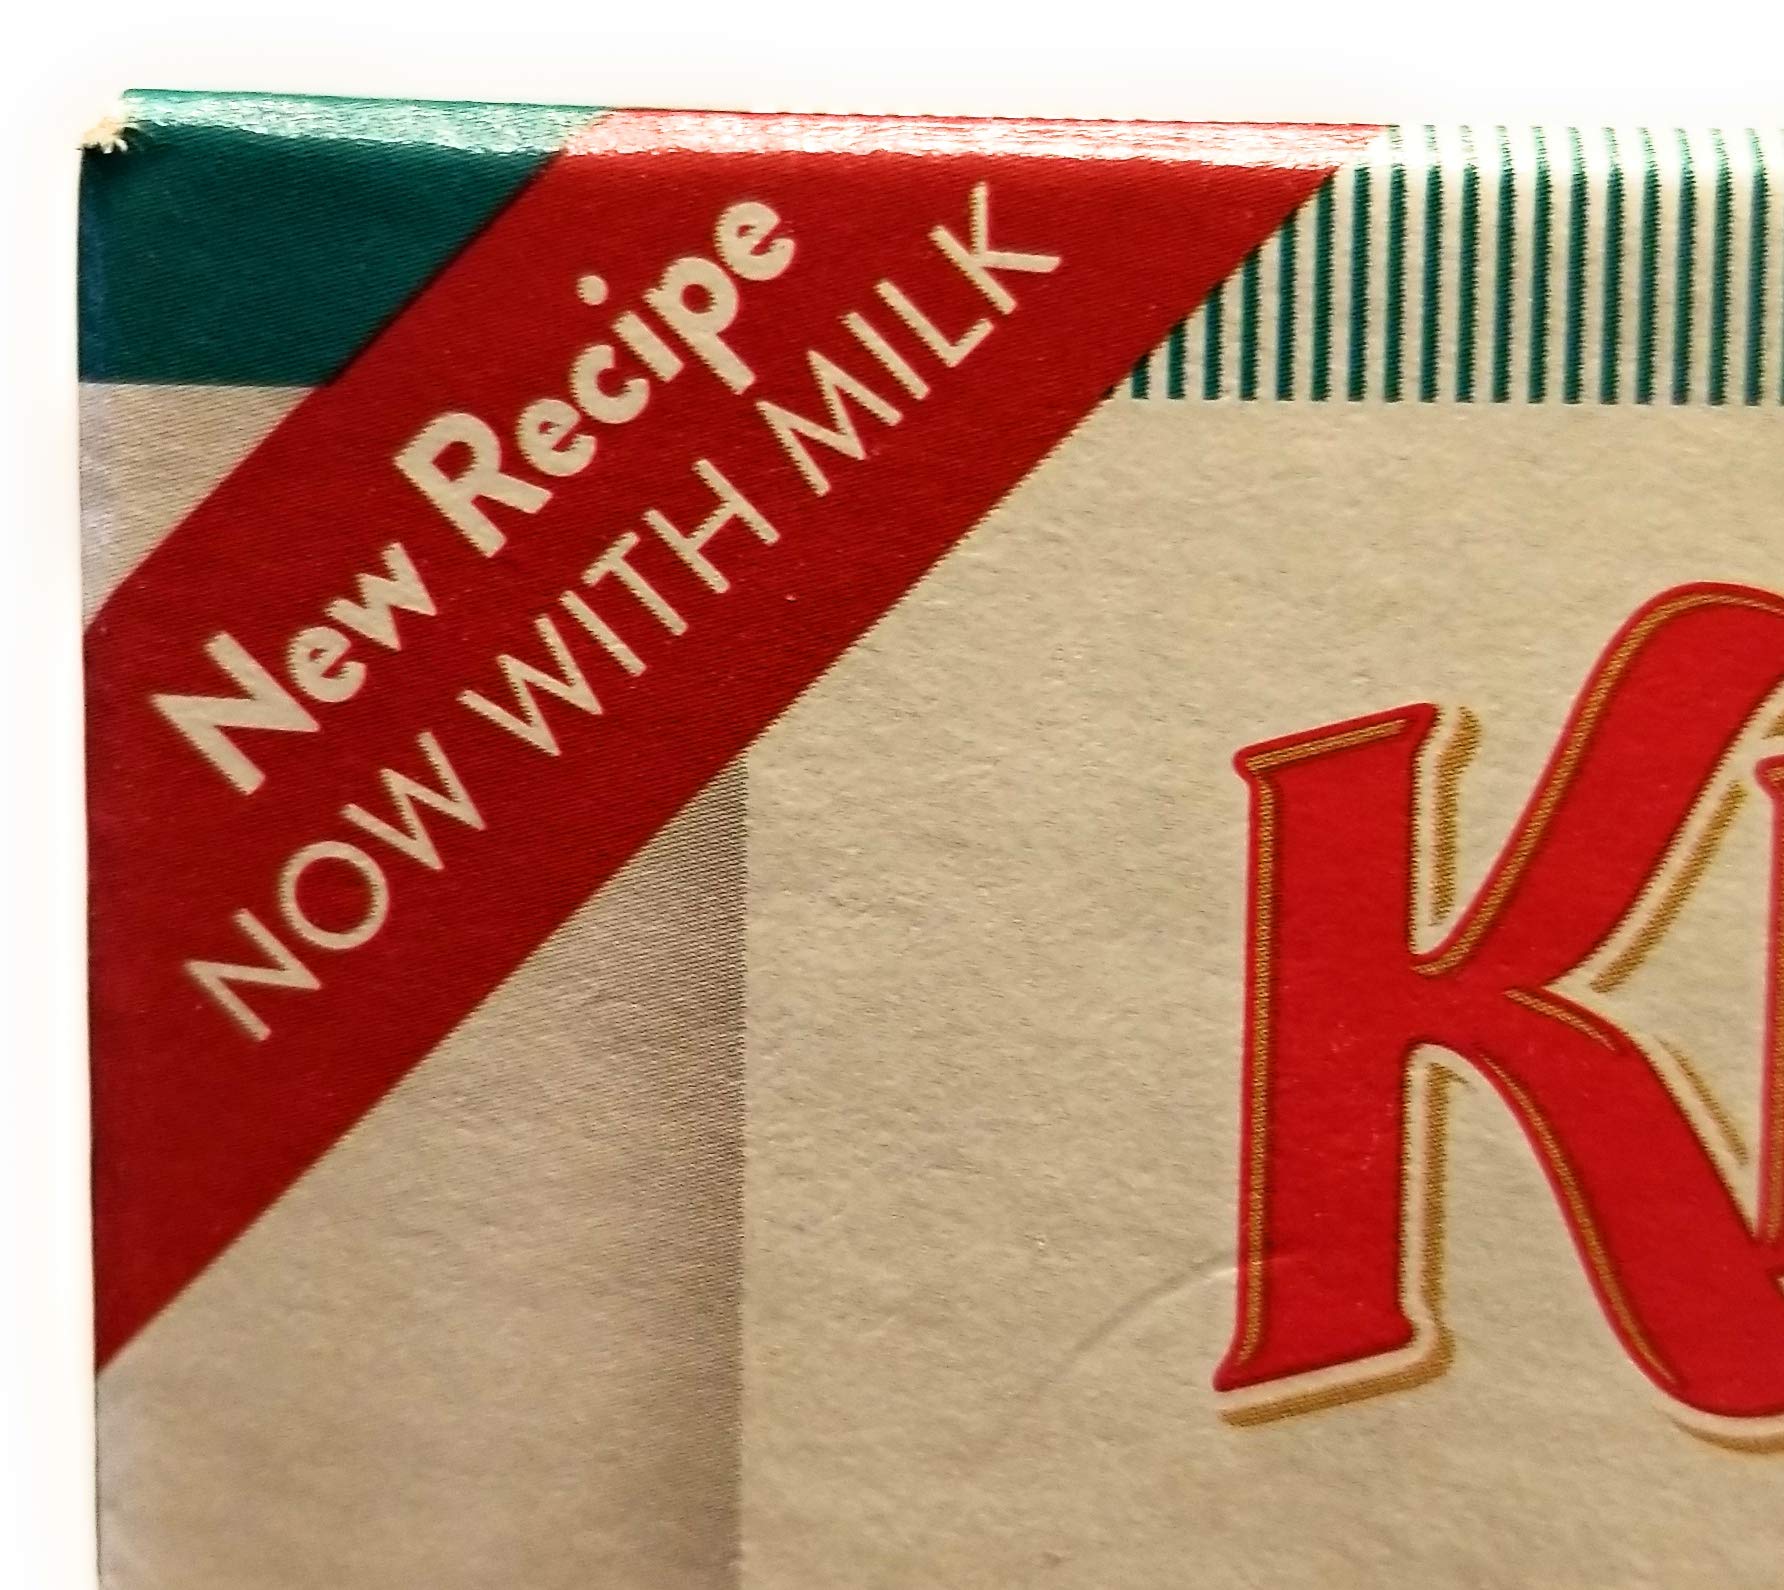 New Recipe
NOW WITH MILK
K